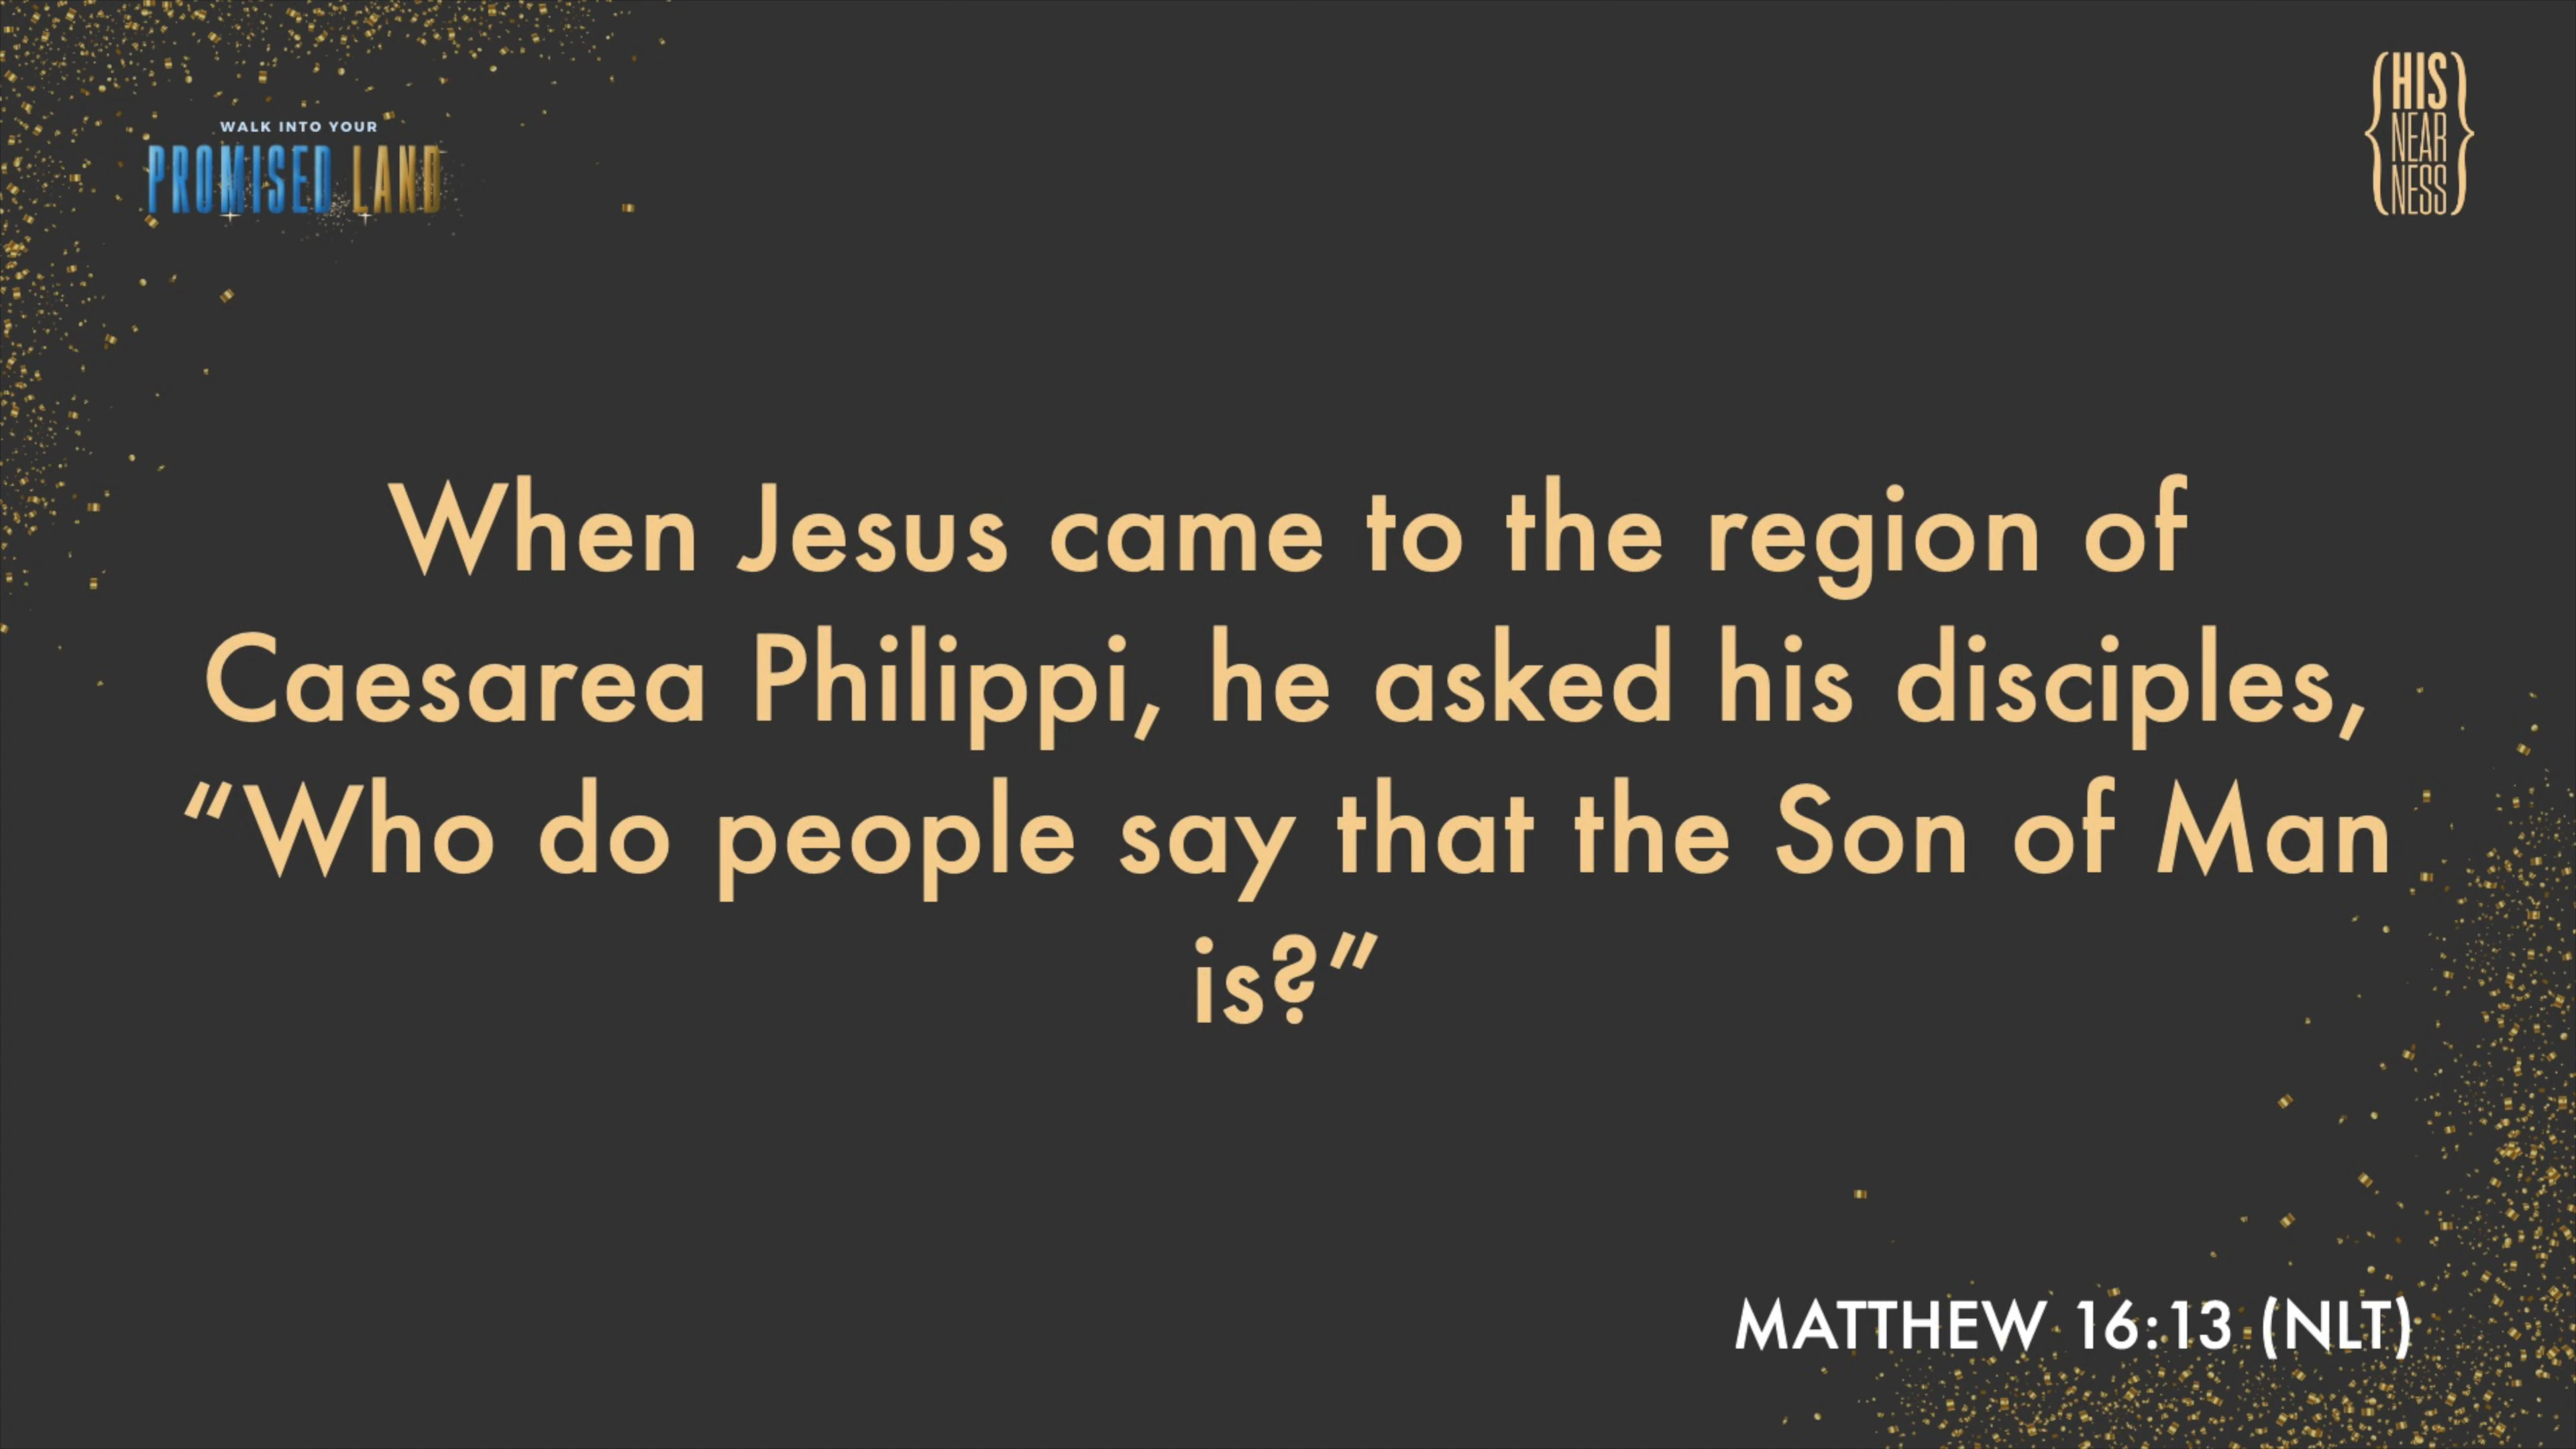 WALK INTO YOUR
PROMISED LAND
{HIS
NEAR
NESS}
When Jesus came to the region of
Caesarea Philippi, he asked his disciples,
“Who do people say that the Son of Man
is?”
MATTHEW 16:13 (NLT)